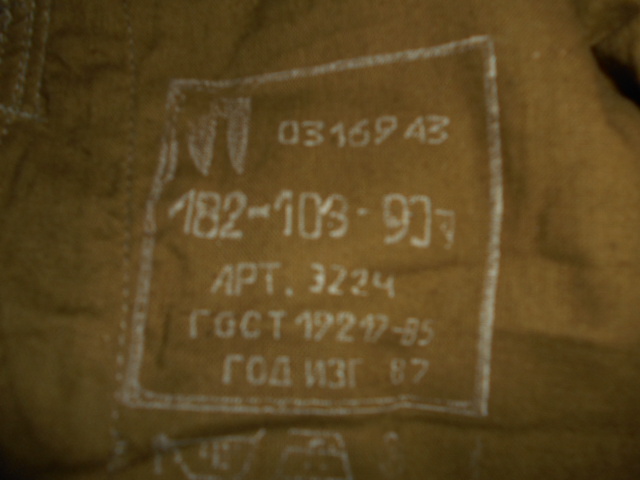 0316943
182-108-90
АРТ. 3224
ГОСТ 19217-85
ГОД ИЗГ 87